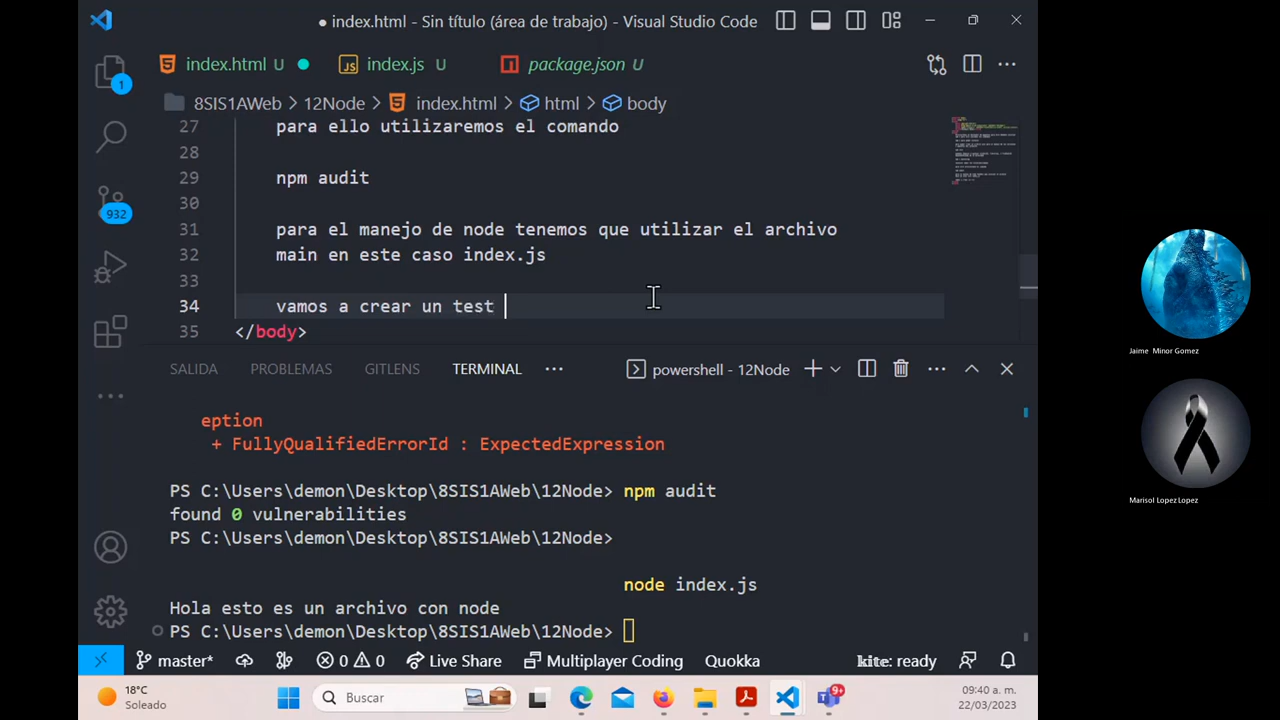 ● index.html - Sin título (área de trabajo) - Visual Studio Code
index.html U
index.js U
package.json U
8SIS1AWeb > 12Node > index.html > html > body
27 para ello utilizaremos el comando
28
29 npm audit
30
31 para el manejo de node tenemos que utilizar el archivo
32 main en este caso index.js
33
34 vamos a crear un test
35 </body>
1
932
SALIDA PROBLEMAS GITLENS TERMINAL ··· powershell - 12Node
eption
+ FullyQualifiedErrorId : ExpectedExpression
PS C:\Users\demon\Desktop\8SIS1AWeb\12Node> npm audit
found 0 vulnerabilities
PS C:\Users\demon\Desktop\8SIS1AWeb\12Node>
node index.js
Hola esto es un archivo con node
PS C:\Users\demon\Desktop\8SIS1AWeb\12Node>
master* 0 0 Live Share Multiplayer Coding Quokka kite: ready
18°C
Soleado
Buscar
9+
09:40 a. m.
22/03/2023
Jaime Minor Gomez
Marisol Lopez Lopez